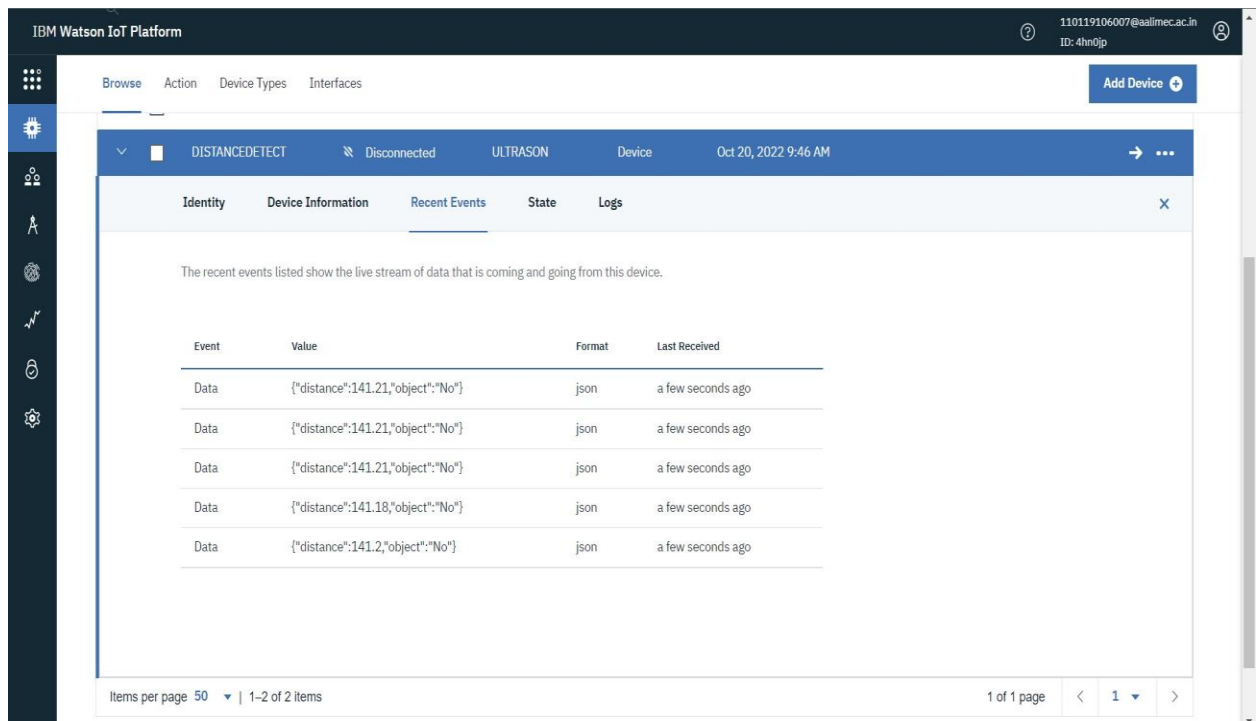 IBM Watson IoT Platform
110119106007@aalimec.ac.in
ID: 4hn0jp
Browse Action Device Types Interfaces
Add Device
DISTANCEDETECT Disconnected ULTRASON Device Oct 20, 2022 9:46 AM
Identity Device Information Recent Events State Logs
The recent events listed show the live stream of data that is coming and going from this device.
Event Value Format Last Received
Data {"distance":141.21,"object":"No"} json a few seconds ago
Data {"distance":141.21,"object":"No"} json a few seconds ago
Data {"distance":141.21,"object":"No"} json a few seconds ago
Data {"distance":141.18,"object":"No"} json a few seconds ago
Data {"distance":141.2,"object":"No"} json a few seconds ago
Items per page 50 | 1–2 of 2 items 1 of 1 page < 1 >